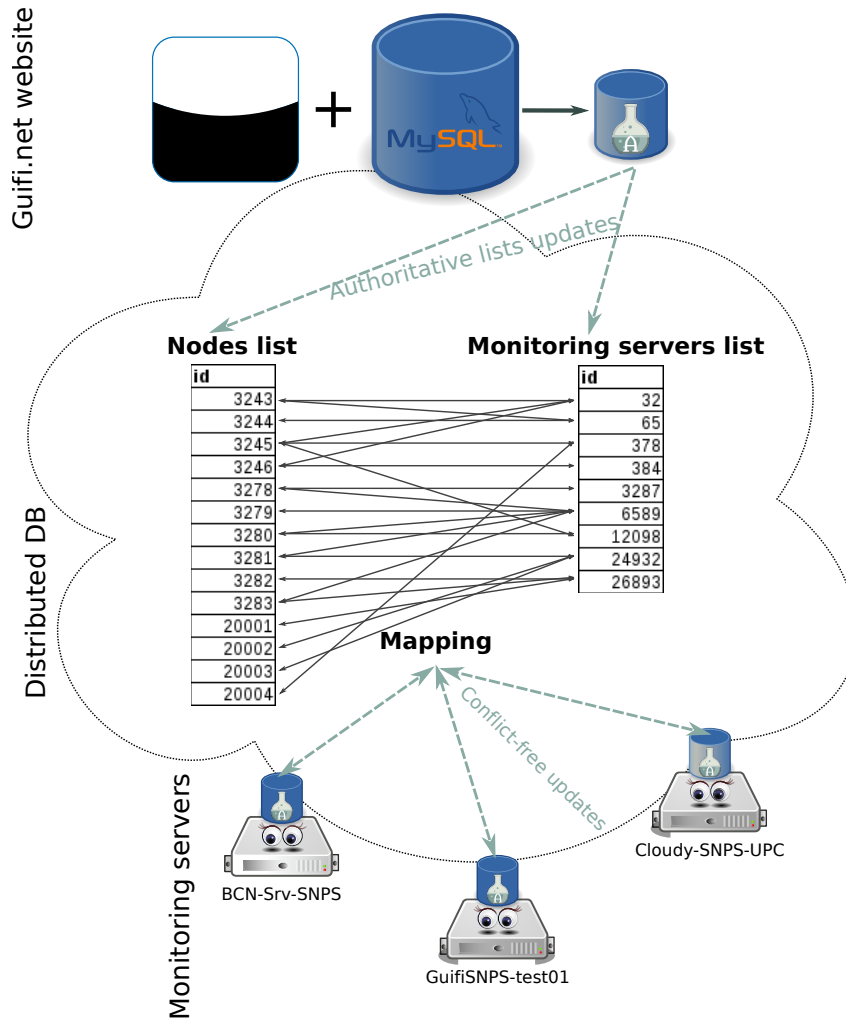 Guifi.net website
MySQL™
A
Authoritative lists updates
Nodes list
id
3243
3244
3245
3246
3278
3279
3280
3281
3282
3283
20001
20002
20003
20004
Monitoring servers list
id
32
65
378
384
3287
6589
12098
24932
26893
Distributed DB
Mapping
Conflict-free updates
Monitoring servers
A
BCN-Srv-SNPS
A
GuifiSNPS-test01
A
Cloudy-SNPS-UPC